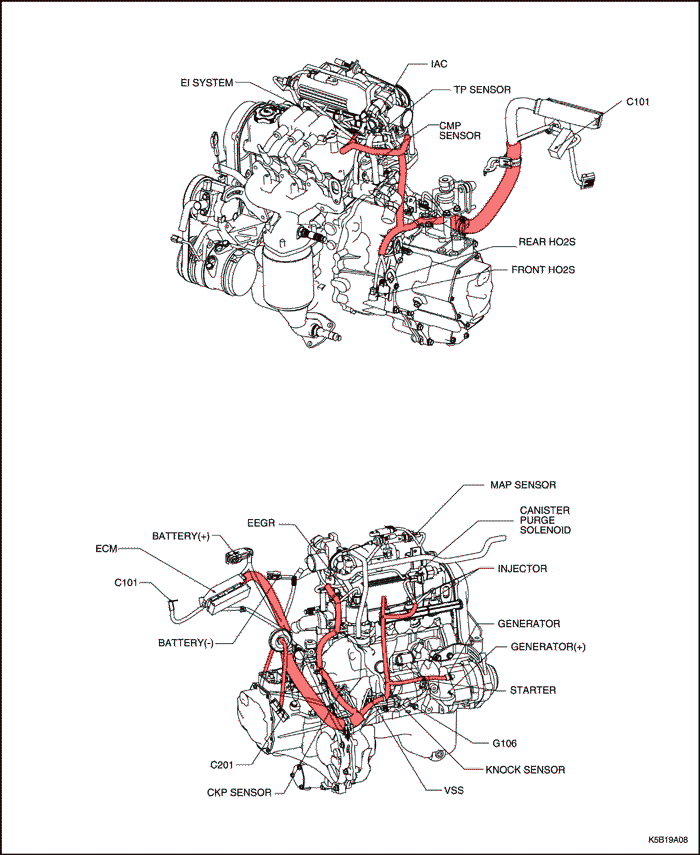 IAC
EI SYSTEM
TP SENSOR
C101
CMP
SENSOR
REAR HO2S
FRONT HO2S
MAP SENSOR
CANISTER
PURGE
SOLENOID
EEGR
BATTERY(+)
ECM
INJECTOR
C101
GENERATOR
BATTERY(-)
GENERATOR(+)
STARTER
G106
C201
KNOCK SENSOR
CKP SENSOR
VSS
K5B19A08